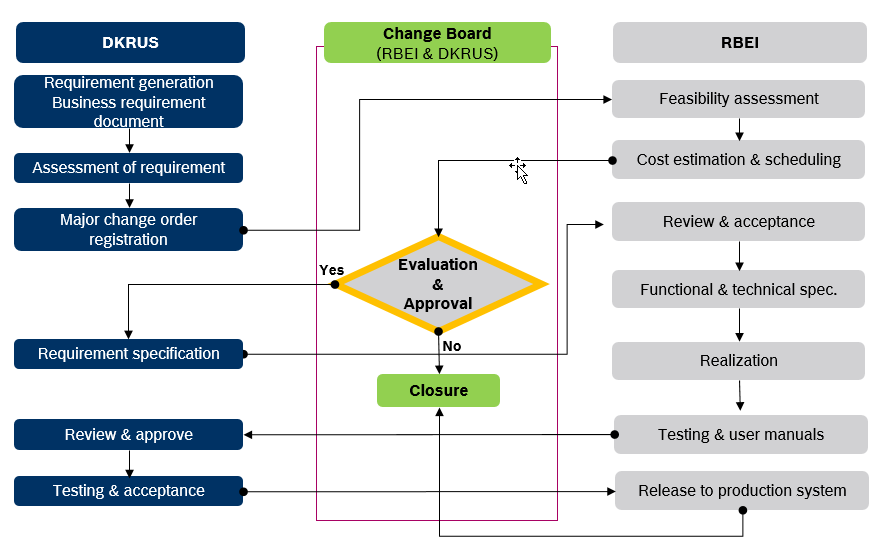 DKRUS
Change Board
(RBEI & DKRUS)
RBEI
Requirement generation
Business requirement
document
Feasibility assessment
Assessment of requirement
Cost estimation & scheduling
Major change order
registration
Review & acceptance
Yes
Evaluation
&
Approval
Functional & technical spec.
No
Requirement specification
Realization
Closure
Review & approve
Testing & user manuals
Testing & acceptance
Release to production system